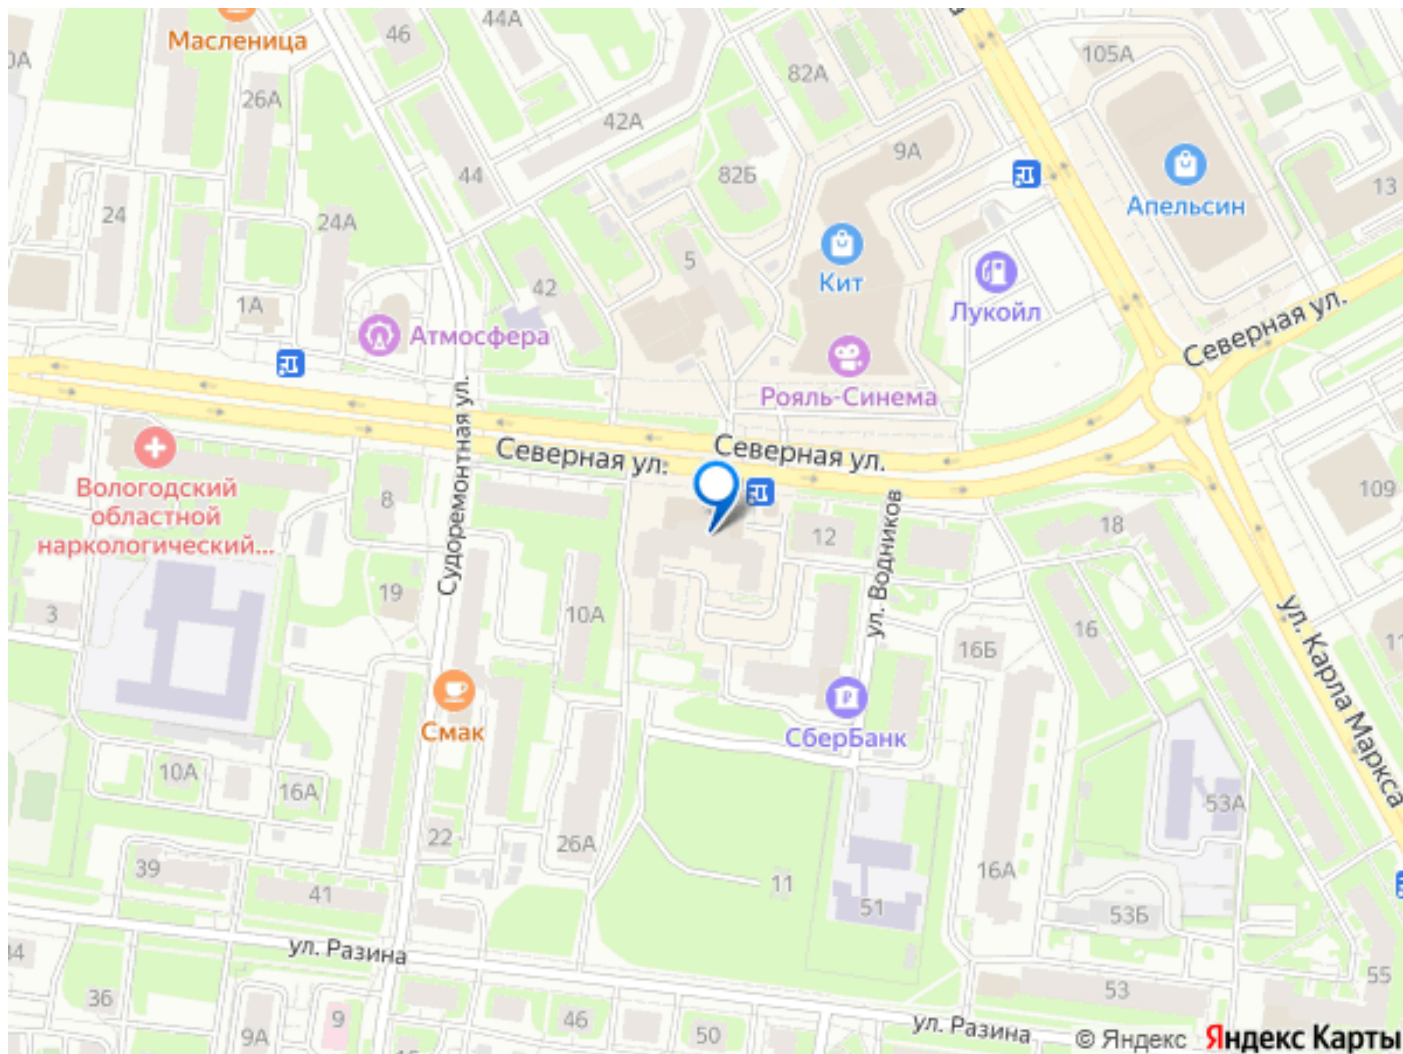 44А
46
Масленица
105А
82А
26А
42А
9А
44
82Б
13
Апельсин
24
24А
5
Кит
42
1А
Лукойл
Северная ул.
Атмосфера
Рояль-Синема
Судоремонтная ул.
Северная ул.
Северная ул.
Вологодский
областной
наркологический...
8
109
18
12
ул. Водников
19
3
10А
16
16Б
ул. Карла Маркса
Смак
СберБанк
10А
16А
53А
22
26А
39
16А
11
41
51
53Б
ул. Разина
55
53
36
9А
9
46
50
ул. Разина
© Яндекс Яндекс Карты